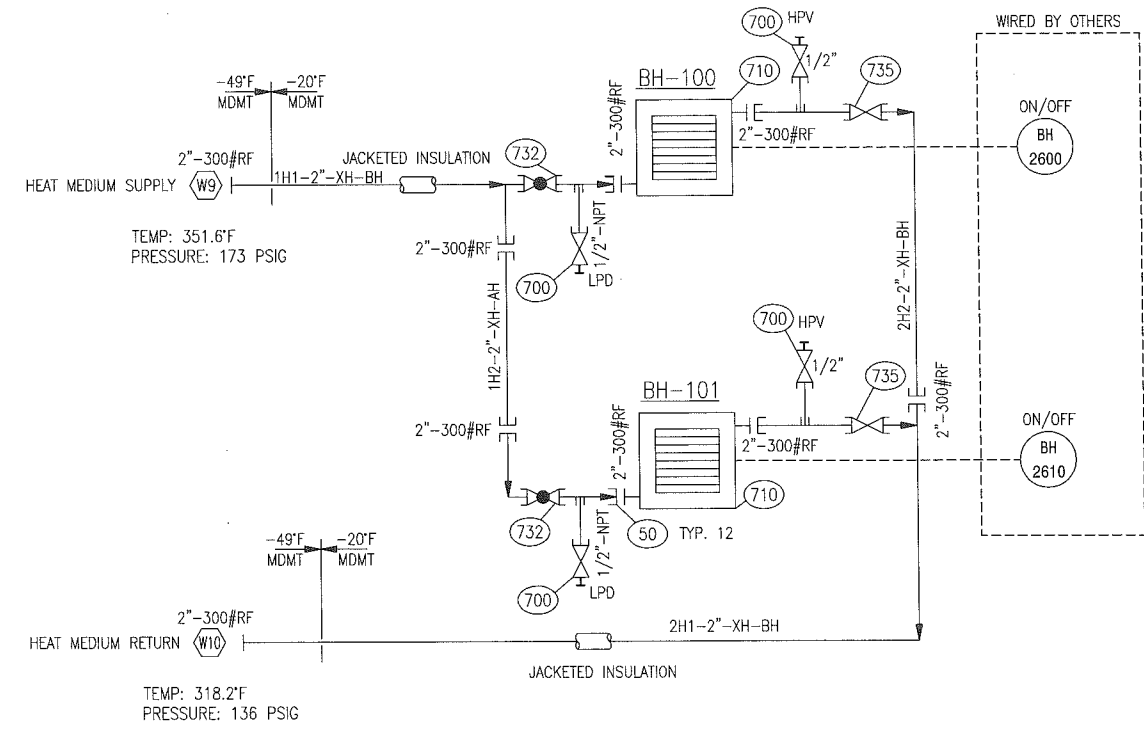 WIRED BY OTHERS
700
HPV
1/2"
710
735
BH-100
-49°F
-20°F
MDMT
MDMT
2"-300#RF
2"-300#RF
ON/OFF
BH
2600
2"-300#RF
JACKETED INSULATION
732
HEAT MEDIUM SUPPLY
W9
1H1-2"-XH-BH
TEMP: 351.6°F
PRESSURE: 173 PSIG
2"-300#RF
1/2"-NPT
700
LPD
1H2-2"-XH-AH
2H2-2"-XH-BH
700
HPV
1/2"
735
BH-101
2"-300#RF
2"-300#RF
2"-300#RF
2"-300#RF
ON/OFF
BH
2610
710
732
50
TYP. 12
1/2"-NPT
700
LPD
-49°F
-20°F
MDMT
MDMT
2"-300#RF
HEAT MEDIUM RETURN
W10
2H1-2"-XH-BH
JACKETED INSULATION
TEMP: 318.2°F
PRESSURE: 136 PSIG